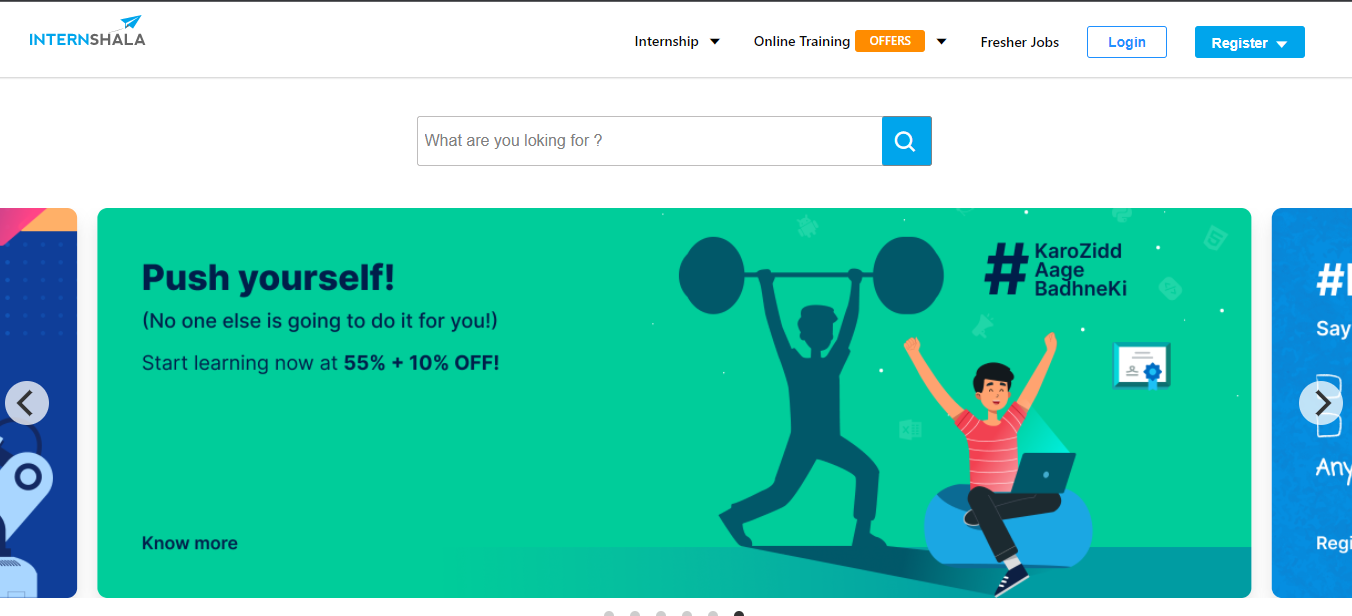 INTERNSHALA
Internship
Online Training OFFERS
Fresher Jobs
Login
Register
What are you loking for ?
Push yourself!
(No one else is going to do it for you!)
Start learning now at 55% + 10% OFF!
Know more
#KaroZidd
Aage
BadhneKi
Say
Any
Regi